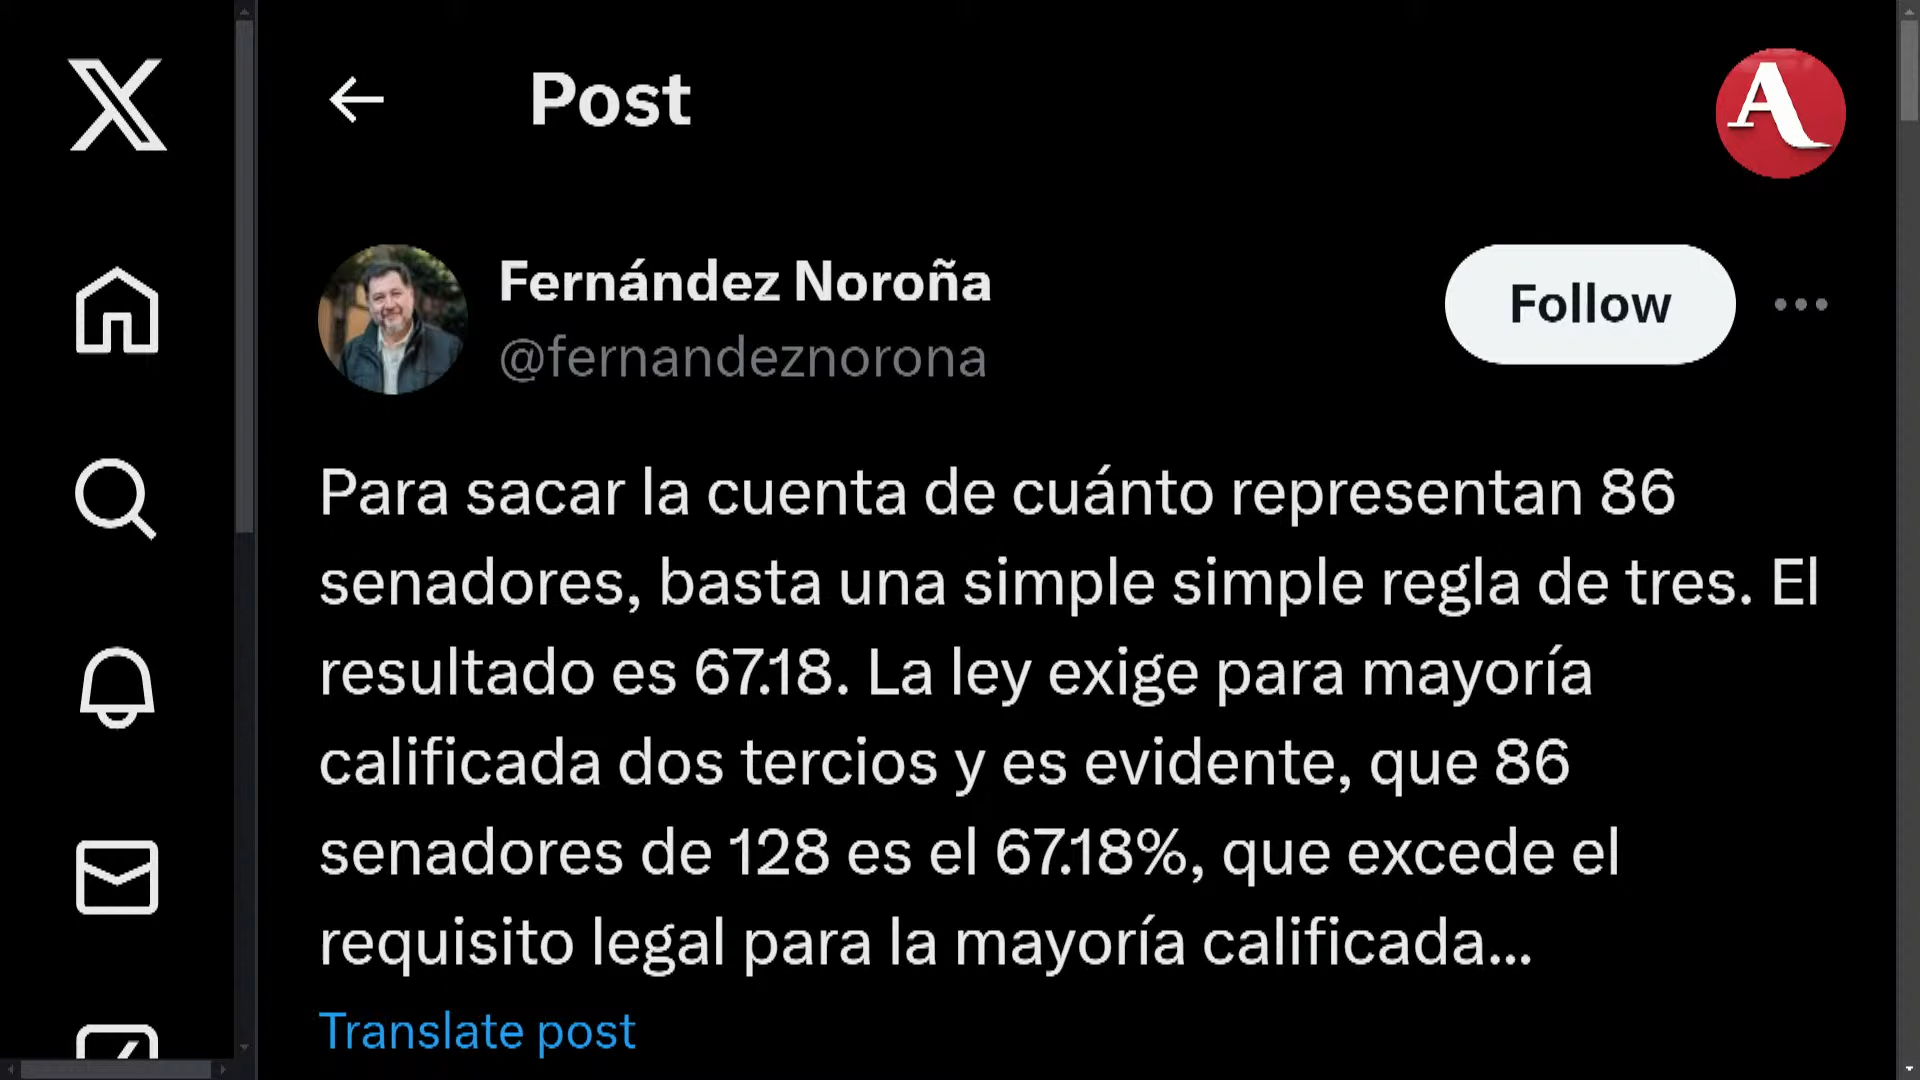 Post
A
Fernández Noroña
@fernandeznorona
Follow
Para sacar la cuenta de cuánto representan 86
senadores, basta una simple simple regla de tres. El
resultado es 67.18. La ley exige para mayoría
calificada dos tercios y es evidente, que 86
senadores de 128 es el 67.18%, que excede el
requisito legal para la mayoría calificada...
Translate post